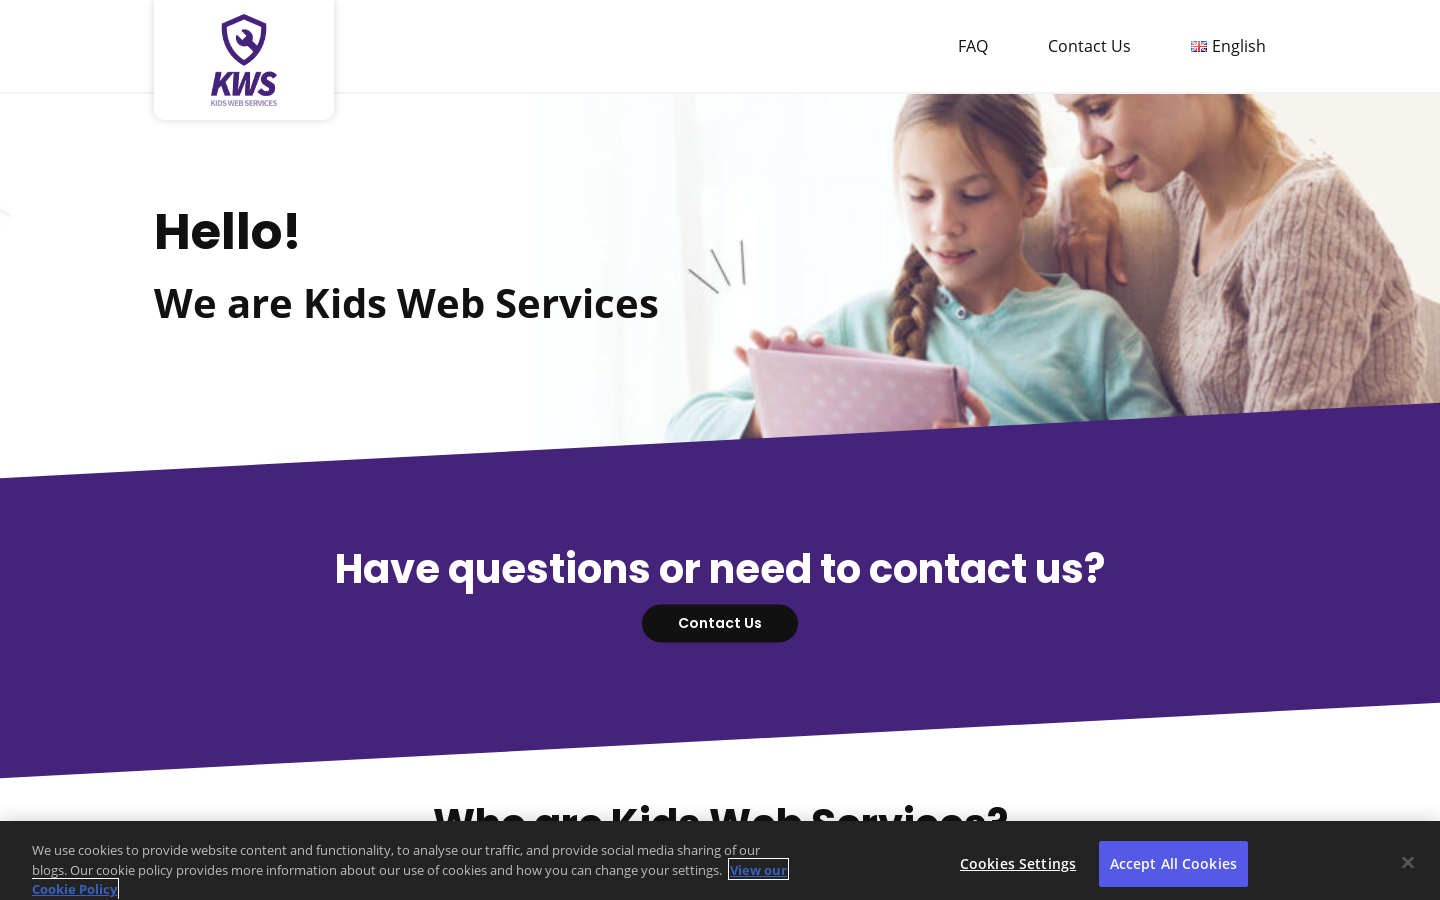 KWS
KIDS WEB SERVICES
FAQ
Contact Us
English
Hello!
We are Kids Web Services
Have questions or need to contact us?
Contact Us
Who are Kids Web Services?
We use cookies to provide website content and functionality, to analyse our traffic, and provide social media sharing of our
blogs. Our cookie policy provides more information about our use of cookies and how you can change your settings. View our
Cookie Policy
Cookies Settings
Accept All Cookies